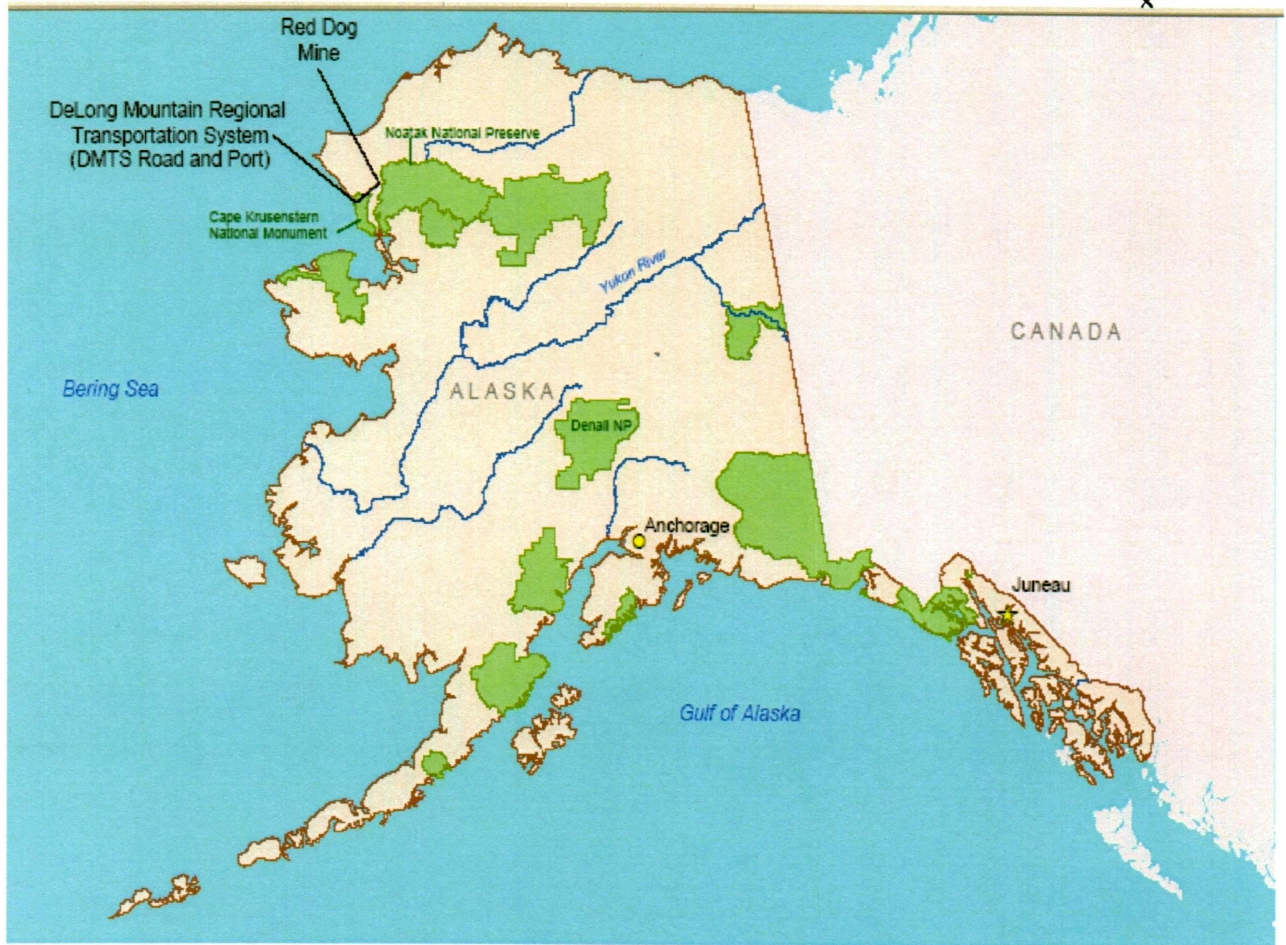 x
Red Dog
Mine
DeLong Mountain Regional
Transportation System
(DMTS Road and Port)
Noatak National Preserve
Cape Krusenstern
National Monument
Yukon River
CANADA
Bering Sea
ALASKA
Denali NP
Anchorage
Juneau
Gulf of Alaska